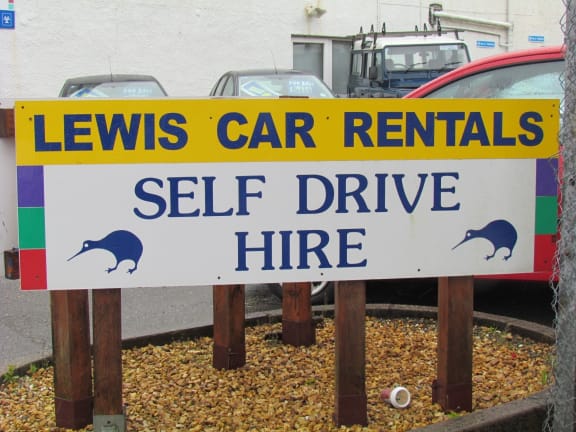 LEWIS CAR RENTALS
SELF DRIVE
HIRE